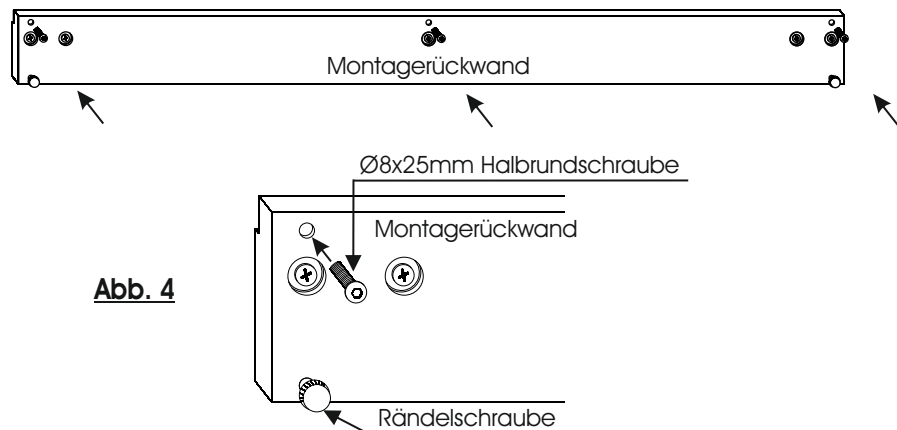 Montagerückwand
Ø8x25mm Halbrundschraube
Montagerückwand
Abb. 4
Rändelschraube